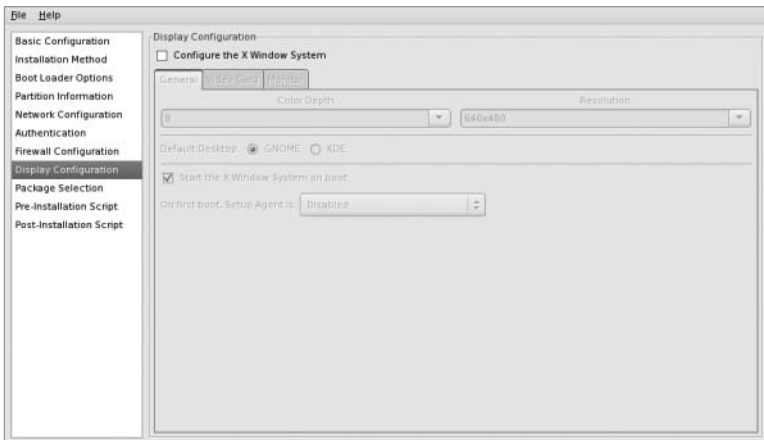 File Help
Basic Configuration
Installation Method
Boot Loader Options
Partition Information
Network Configuration
Authentication
Firewall Configuration
Display Configuration
Package Selection
Pre-Installation Script
Post-Installation Script
Display Configuration
Configure the X Window System
General Video Card Monitor
Color Depth Resolution
8 640x480
Default Desktop: GNOME KDE
Start the X Window System on boot
On first boot, Setup Agent is: Disabled